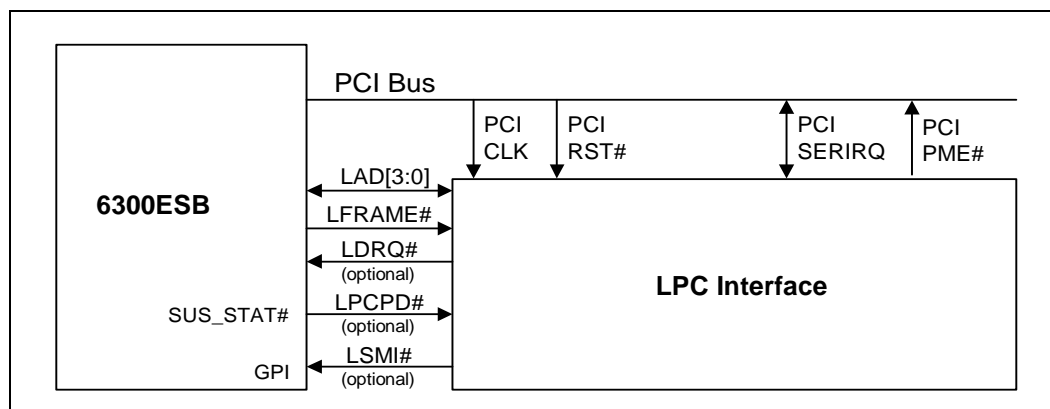 PCI Bus
PCI
CLK
PCI
RST#
PCI
SERIRQ
PCI
PME#
6300ESB
LAD[3:0]
LFRAME#
LDRQ#
(optional)
SUS_STAT#
LPCPD#
(optional)
GPI
LSMI#
(optional)
LPC Interface